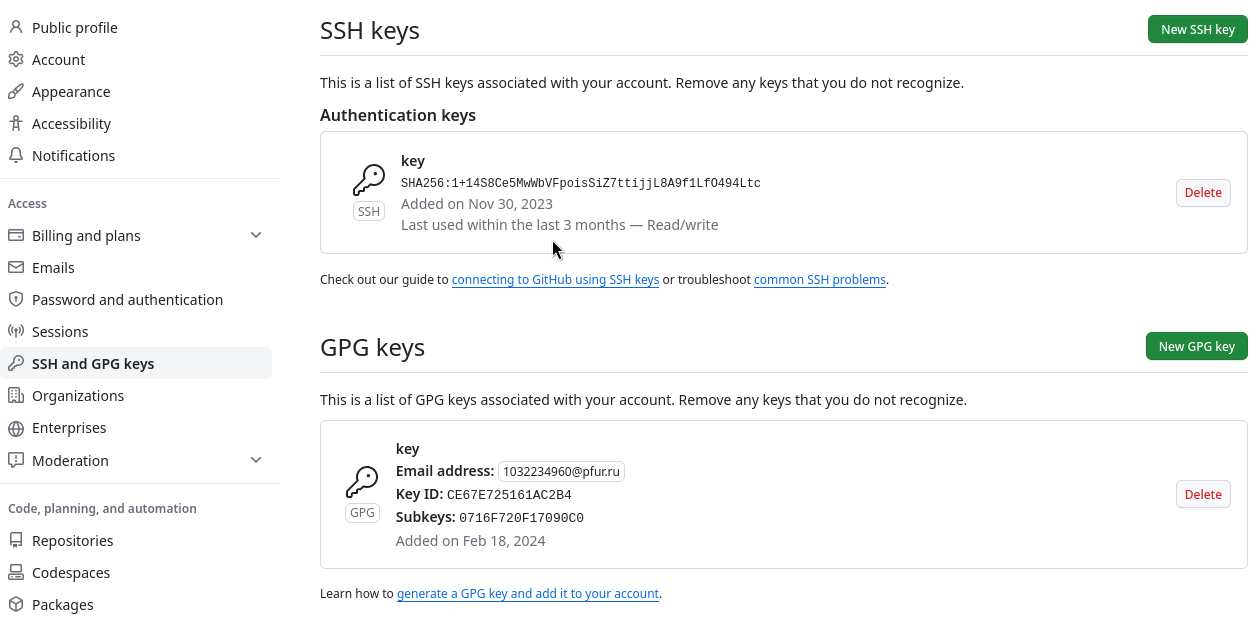 Public profile
Account
Appearance
Accessibility
Notifications
Access
Billing and plans
Emails
Password and authentication
Sessions
SSH and GPG keys
Organizations
Enterprises
Moderation
Code, planning, and automation
Repositories
Codespaces
Packages
SSH keys
New SSH key
This is a list of SSH keys associated with your account. Remove any keys that you do not recognize.
Authentication keys
key
SHA256:1+14S8Ce5MwWbVFpoisSiZ7ttijjL8A9f1LfO494Ltc
Added on Nov 30, 2023
Last used within the last 3 months — Read/write
SSH
Delete
Check out our guide to connecting to GitHub using SSH keys or troubleshoot common SSH problems.
GPG keys
New GPG key
This is a list of GPG keys associated with your account. Remove any keys that you do not recognize.
key
Email address: 1032234960@pfur.ru
Key ID: CE67E725161AC2B4
Subkeys: 0716F720F17090C0
Added on Feb 18, 2024
GPG
Delete
Learn how to generate a GPG key and add it to your account.